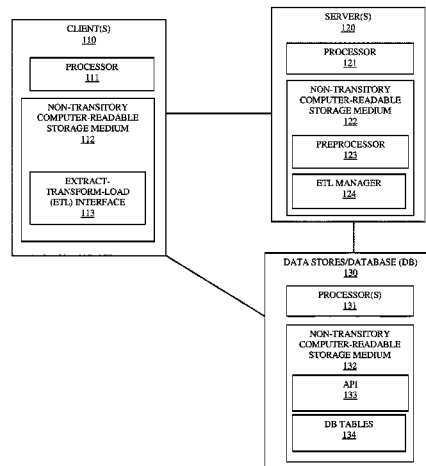 CLIENT(S)
110
PROCESSOR
111
NON-TRANSITORY
COMPUTER-READABLE
STORAGE MEDIUM
112
EXTRACT-
TRANSFORM-LOAD
(ETL) INTERFACE
113
SERVER(S)
120
PROCESSOR
121
NON-TRANSITORY
COMPUTER-READABLE
STORAGE MEDIUM
122
PREPROCESSOR
123
ETL MANAGER
124
DATA STORES/DATABASE (DB)
130
PROCESSOR(S)
131
NON-TRANSITORY
COMPUTER-READABLE
STORAGE MEDIUM
132
API
133
DB TABLES
134